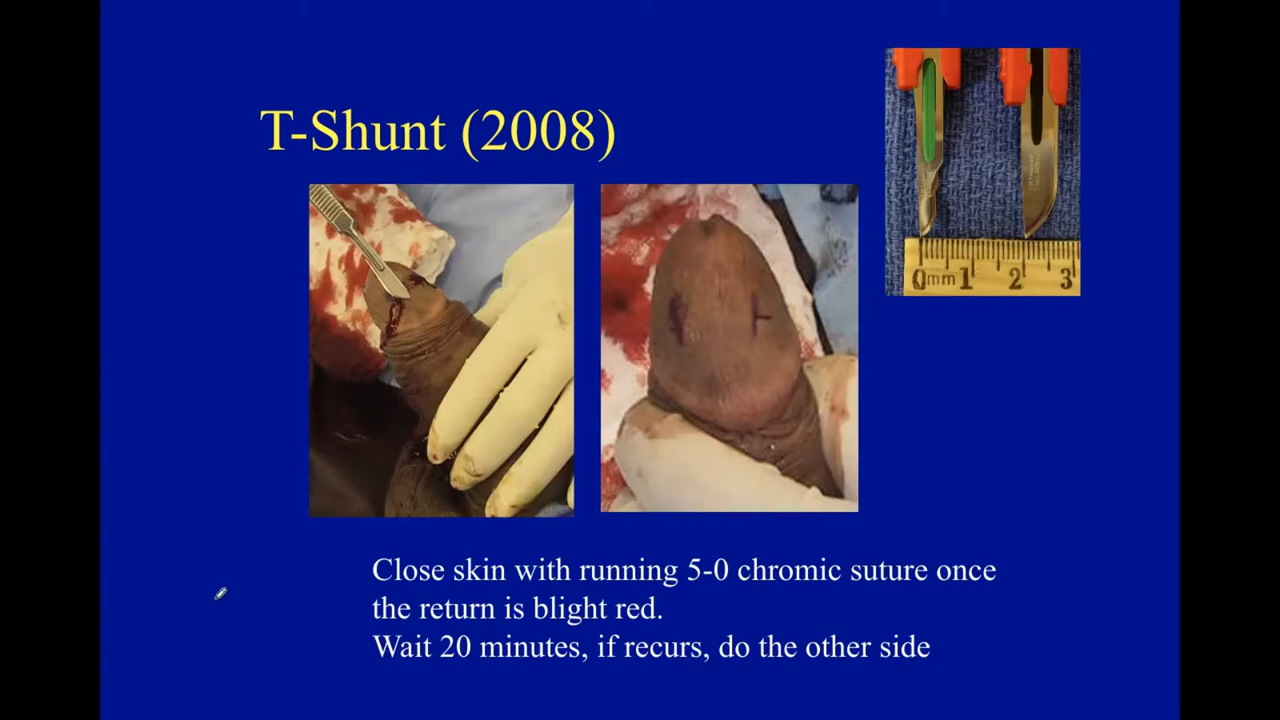 T-Shunt (2008)
0mm 1 2 3
Close skin with running 5-0 chromic suture once
the return is blight red.
Wait 20 minutes, if recurs, do the other side